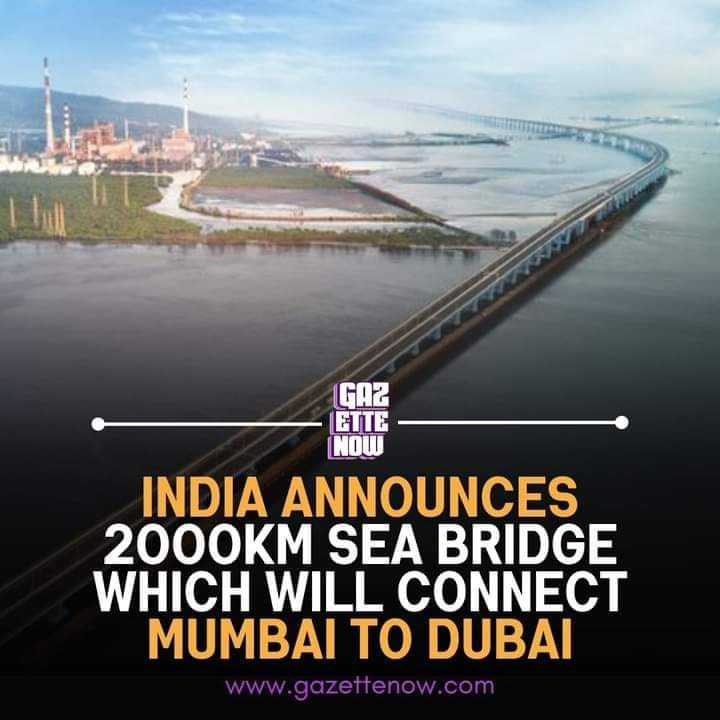 GAZ
ETTE
NOW
INDIA ANNOUNCES
2000KM SEA BRIDGE
WHICH WILL CONNECT
MUMBAI TO DUBAI
www.gazettenow.com